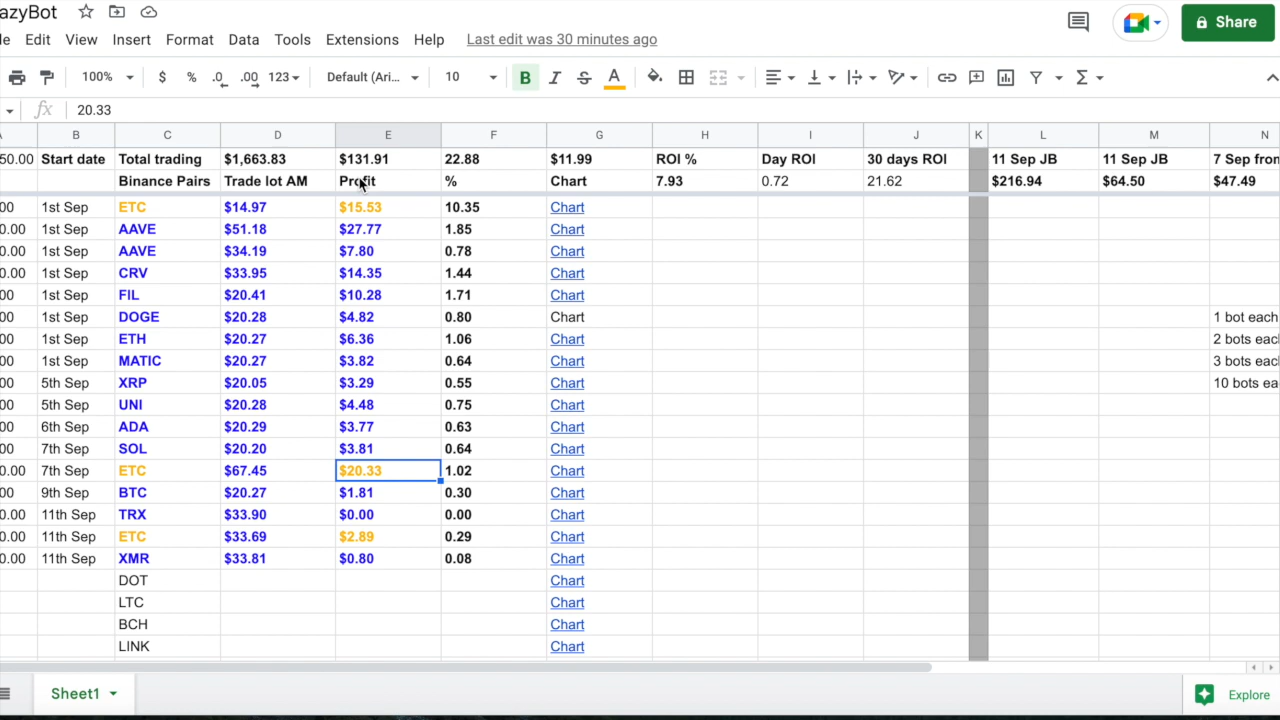 azyBot
le Edit View Insert Format Data Tools Extensions Help Last edit was 30 minutes ago
Share
100% $ % .0 .00 123 Default (Ari... 10 B I S A
fx 20.33
A B C D E F G H I J K L M N
50.00 Start date Total trading $1,663.83 $131.91 22.88 $11.99 ROI % Day ROI 30 days ROI 11 Sep JB 11 Sep JB 7 Sep from
Binance Pairs Trade lot AM Profit % Chart 7.93 0.72 21.62 $216.94 $64.50 $47.49
00 1st Sep ETC $14.97 $15.53 10.35 Chart
0.00 1st Sep AAVE $51.18 $27.77 1.85 Chart
0.00 1st Sep AAVE $34.19 $7.80 0.78 Chart
0.00 1st Sep CRV $33.95 $14.35 1.44 Chart
00 1st Sep FIL $20.41 $10.28 1.71 Chart
00 1st Sep DOGE $20.28 $4.82 0.80 Chart 1 bot each
00 1st Sep ETH $20.27 $6.36 1.06 Chart 2 bots eac
00 1st Sep MATIC $20.27 $3.82 0.64 Chart 3 bots eac
00 5th Sep XRP $20.05 $3.29 0.55 Chart 10 bots ea
00 5th Sep UNI $20.28 $4.48 0.75 Chart
00 6th Sep ADA $20.29 $3.77 0.63 Chart
00 7th Sep SOL $20.20 $3.81 0.64 Chart
0.00 7th Sep ETC $67.45 $20.33 1.02 Chart
00 9th Sep BTC $20.27 $1.81 0.30 Chart
0.00 11th Sep TRX $33.90 $0.00 0.00 Chart
0.00 11th Sep ETC $33.69 $2.89 0.29 Chart
0.00 11th Sep XMR $33.81 $0.80 0.08 Chart
DOT Chart
LTC Chart
BCH Chart
LINK Chart
Sheet1 Explore